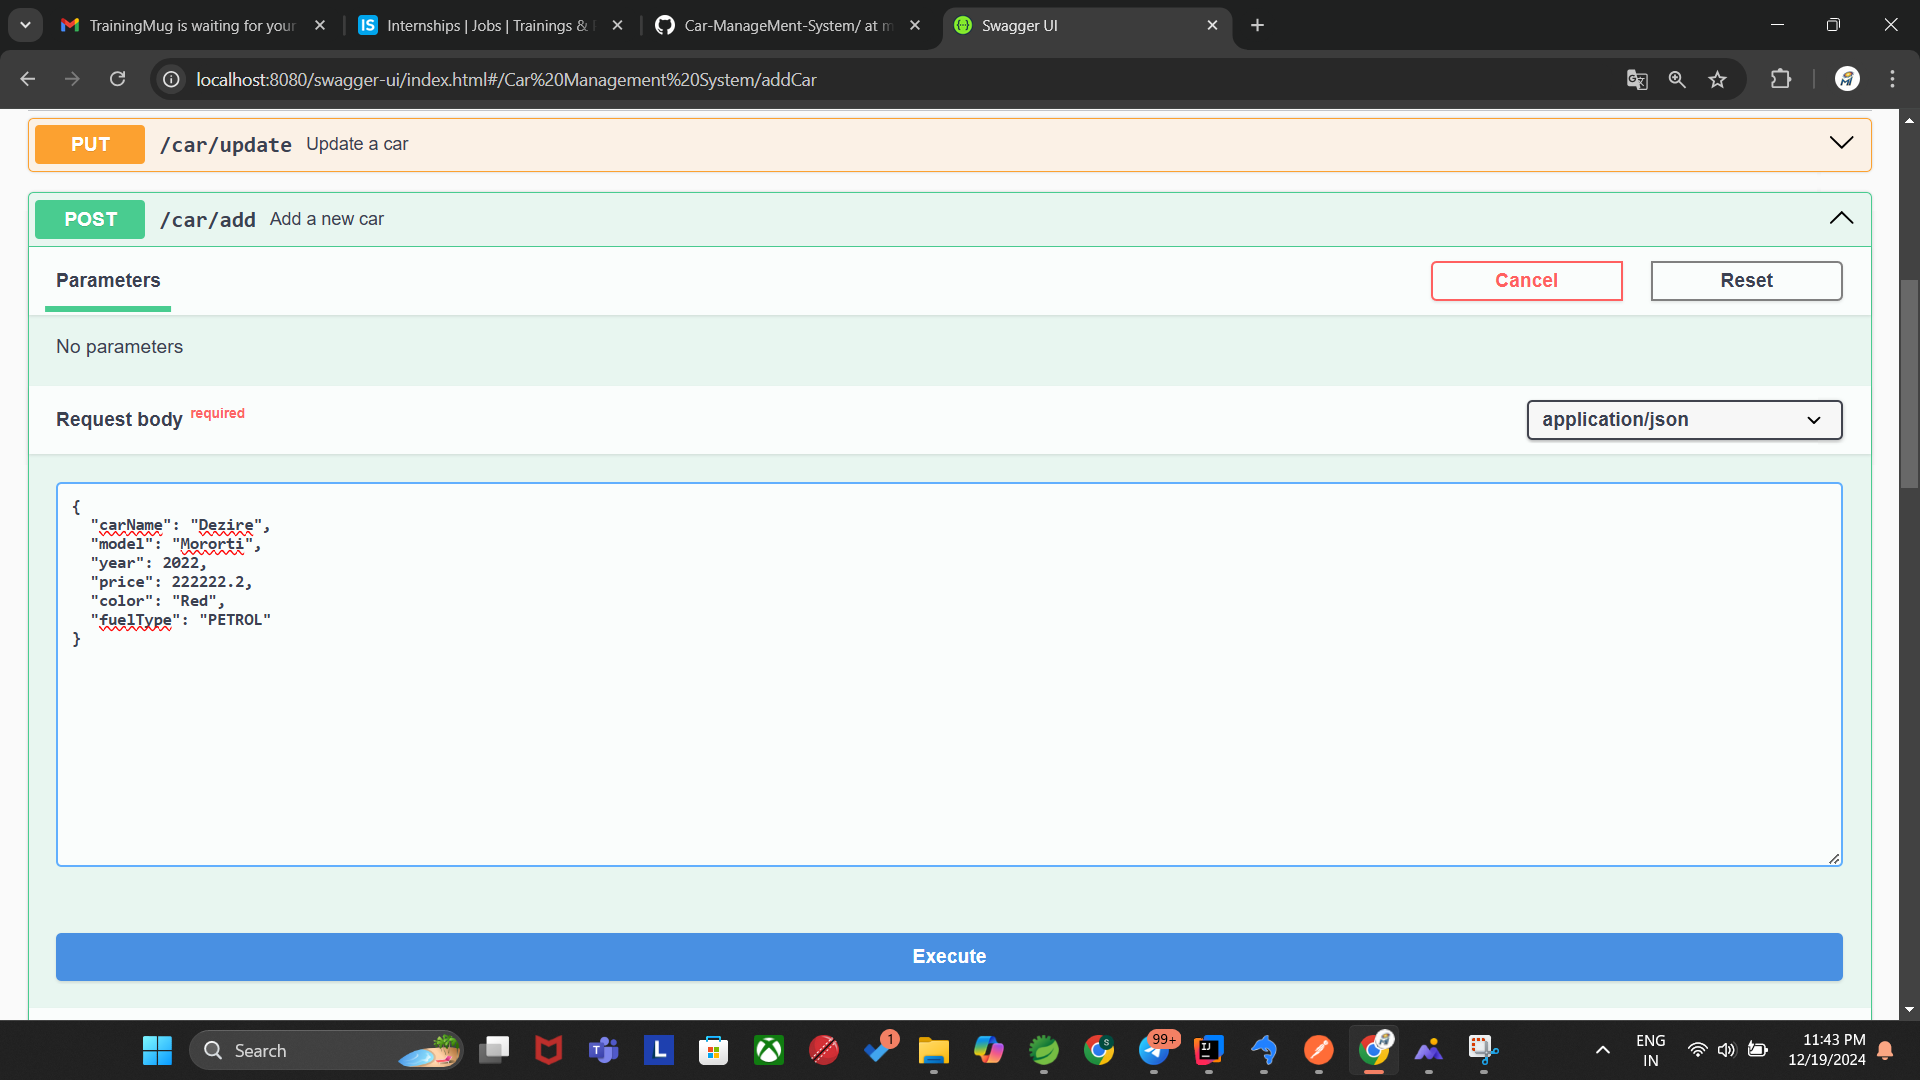 TrainingMug is waiting for your
IS Internships | Jobs | Trainings &
Car-ManageMent-System/ at m
Swagger UI
localhost:8080/swagger-ui/index.html#/Car%20Management%20System/addCar
PUT /car/update Update a car
POST /car/add Add a new car
Parameters
Cancel
Reset
No parameters
Request body required
application/json
{
"carName": "Dezire",
"model": "Mororti",
"year": 2022,
"price": 222222.2,
"color": "Red",
"fuelType": "PETROL"
}
Execute
Search
L
1
99+
IJ
S
ENG
IN
11:43 PM
12/19/2024